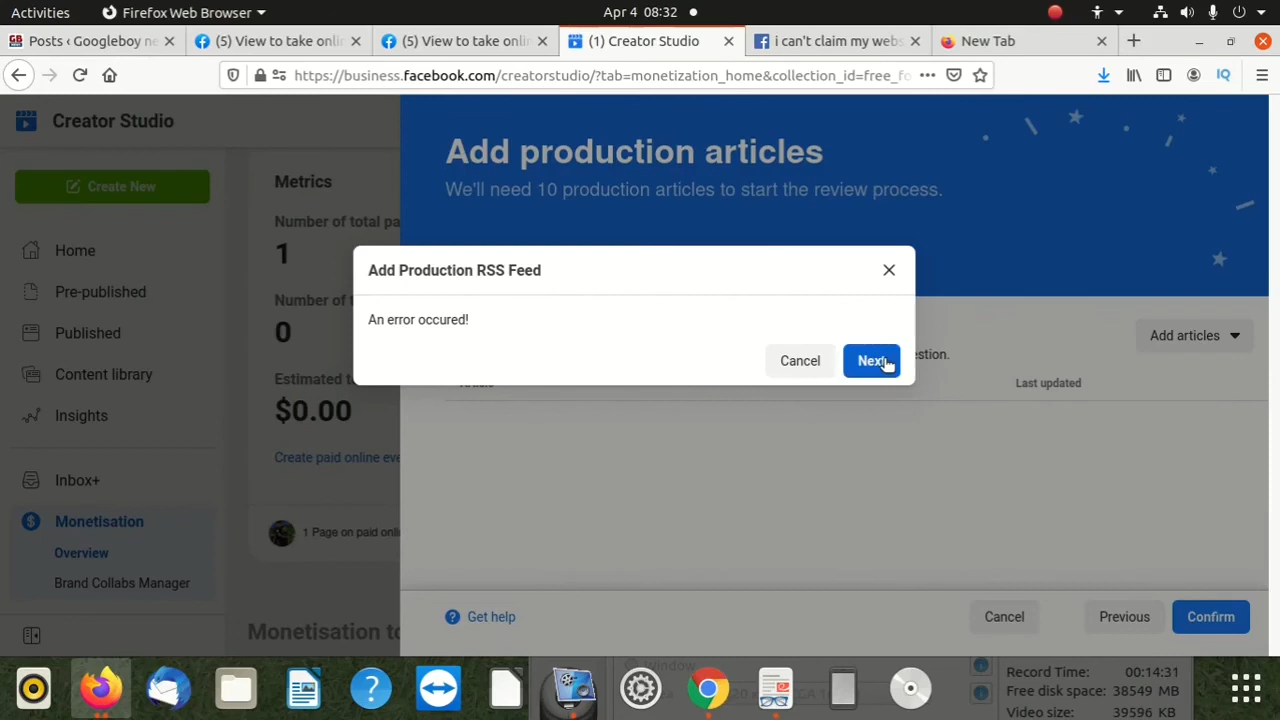 Activities
Firefox Web Browser
Apr 4 08:32
Posts ‹ Googleboy ne
(5) View to take onlin
(5) View to take onlin
(1) Creator Studio
i can't claim my webs
New Tab
https://business.facebook.com/creatorstudio/?tab=monetization_home&collection_id=free_fo
IQ
Creator Studio
Create New
Home
Pre-published
Published
Content library
Insights
Inbox+
Monetisation
Overview
Brand Collabs Manager
Metrics
Number of total pa
1
Number of
0
Estimated t
$0.00
Create paid online eve
1 Page on paid onli
Monetisation to
Add production articles
We'll need 10 production articles to start the review process.
Add articles
estion.
Last updated
Add Production RSS Feed
An error occured!
Cancel
Next
Get help
Cancel
Previous
Confirm
Window
Record Time: 00:14:31
Free disk space: 38549 MB
Video size: 39596 KB